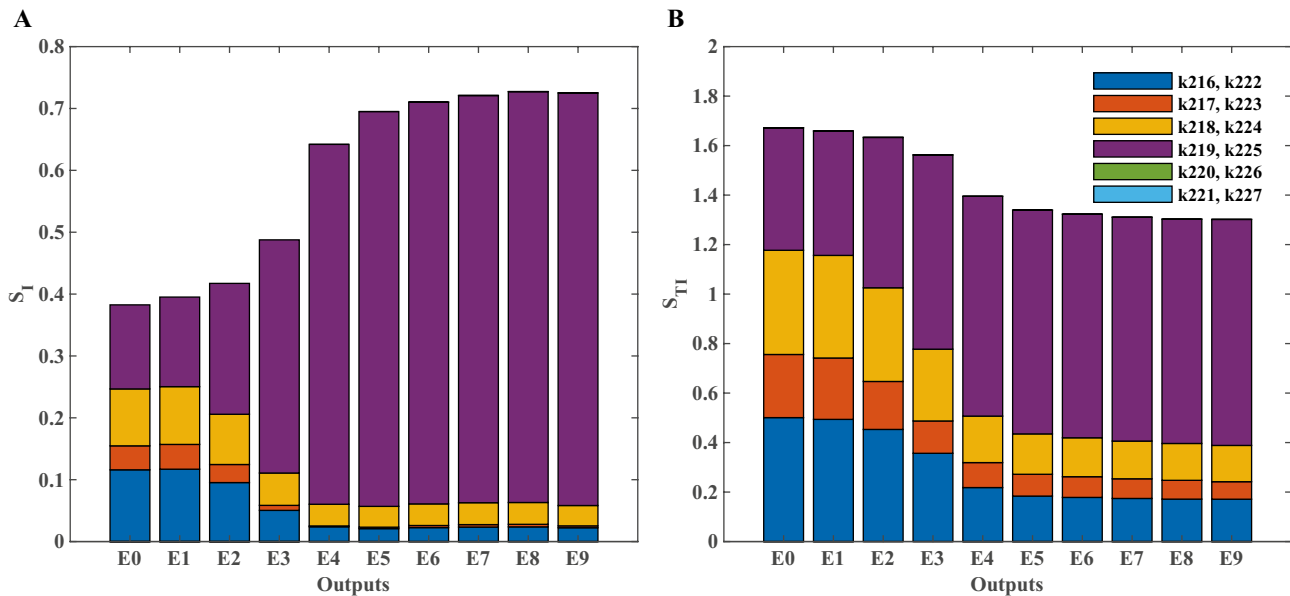 A
0.8
0.7
0.6
0.5
0.4
0.3
0.2
0.1
0
S_I
E0 E1 E2 E3 E4 E5 E6 E7 E8 E9
Outputs
B
2
1.8
1.6
1.4
1.2
1
0.8
0.6
0.4
0.2
0
S_TI
k216, k222
k217, k223
k218, k224
k219, k225
k220, k226
k221, k227
E0 E1 E2 E3 E4 E5 E6 E7 E8 E9
Outputs